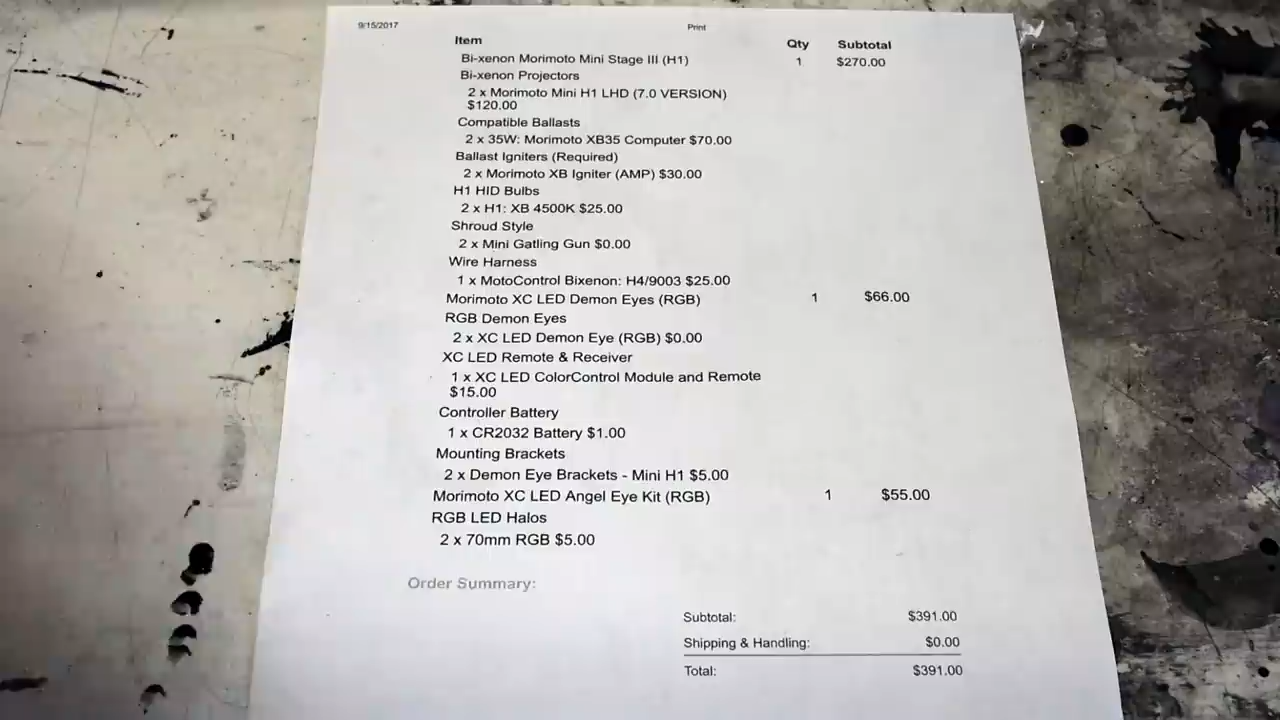 9/15/2017 Print
Item Qty Subtotal
Bi-xenon Morimoto Mini Stage III (H1) 1 $270.00
Bi-xenon Projectors
2 x Morimoto Mini H1 LHD (7.0 VERSION)
$120.00
Compatible Ballasts
2 x 35W: Morimoto XB35 Computer $70.00
Ballast Igniters (Required)
2 x Morimoto XB Igniter (AMP) $30.00
H1 HID Bulbs
2 x H1: XB 4500K $25.00
Shroud Style
2 x Mini Gatling Gun $0.00
Wire Harness
1 x MotoControl Bixenon: H4/9003 $25.00
Morimoto XC LED Demon Eyes (RGB) 1 $66.00
RGB Demon Eyes
2 x XC LED Demon Eye (RGB) $0.00
XC LED Remote & Receiver
1 x XC LED ColorControl Module and Remote
$15.00
Controller Battery
1 x CR2032 Battery $1.00
Mounting Brackets
2 x Demon Eye Brackets - Mini H1 $5.00
Morimoto XC LED Angel Eye Kit (RGB) 1 $55.00
RGB LED Halos
2 x 70mm RGB $5.00
Order Summary:
Subtotal: $391.00
Shipping & Handling: $0.00
Total: $391.00